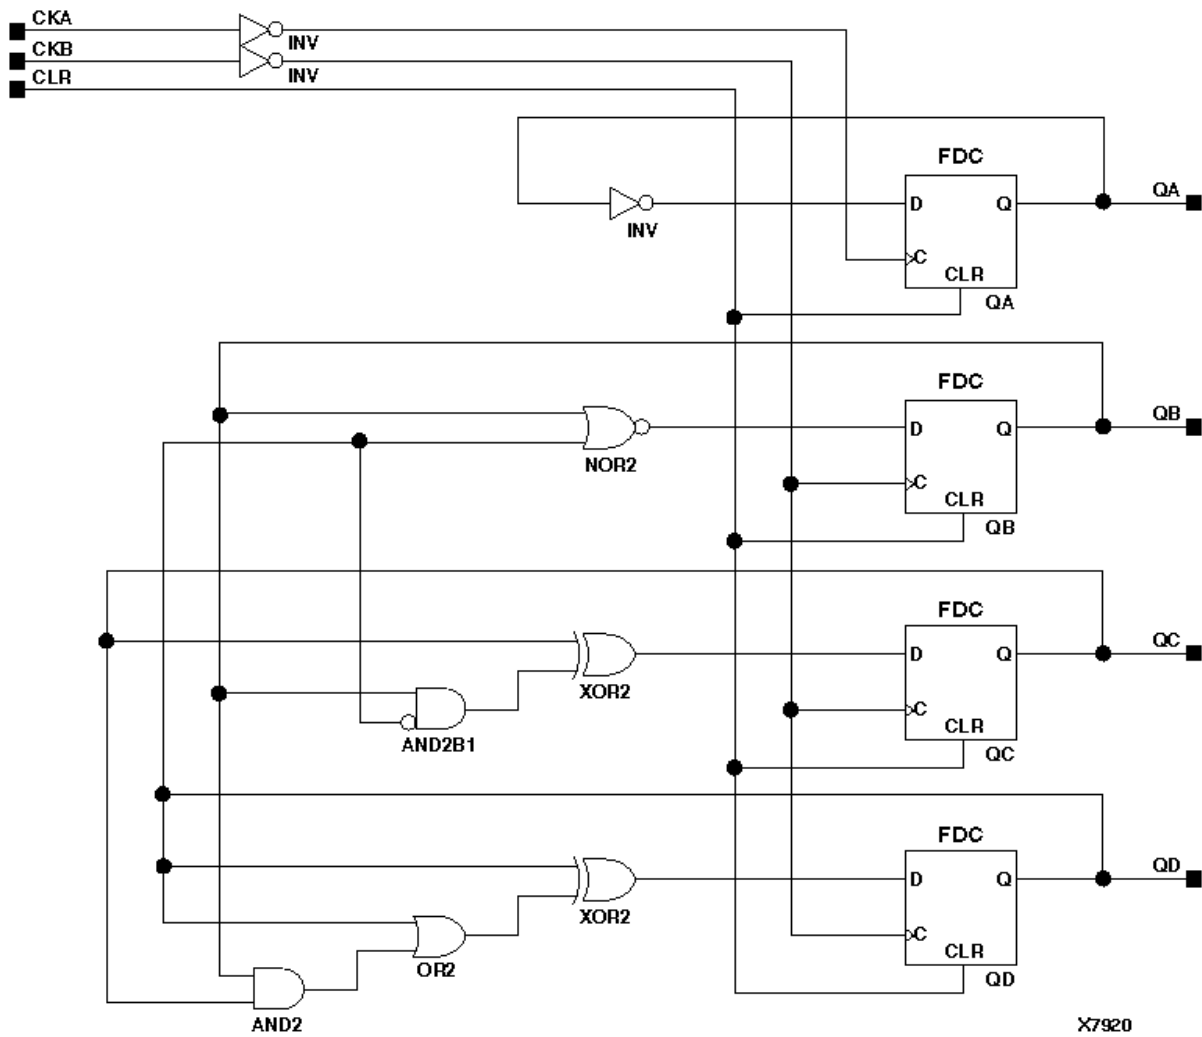 CKA
INV
CKB
INV
CLR
FDC
QA
D
Q
INV
C
CLR
QA
FDC
QB
D
Q
NOR2
C
CLR
QB
FDC
QC
D
Q
XOR2
C
AND2B1
CLR
QC
FDC
QD
D
Q
XOR2
C
OR2
CLR
QD
AND2
X7920